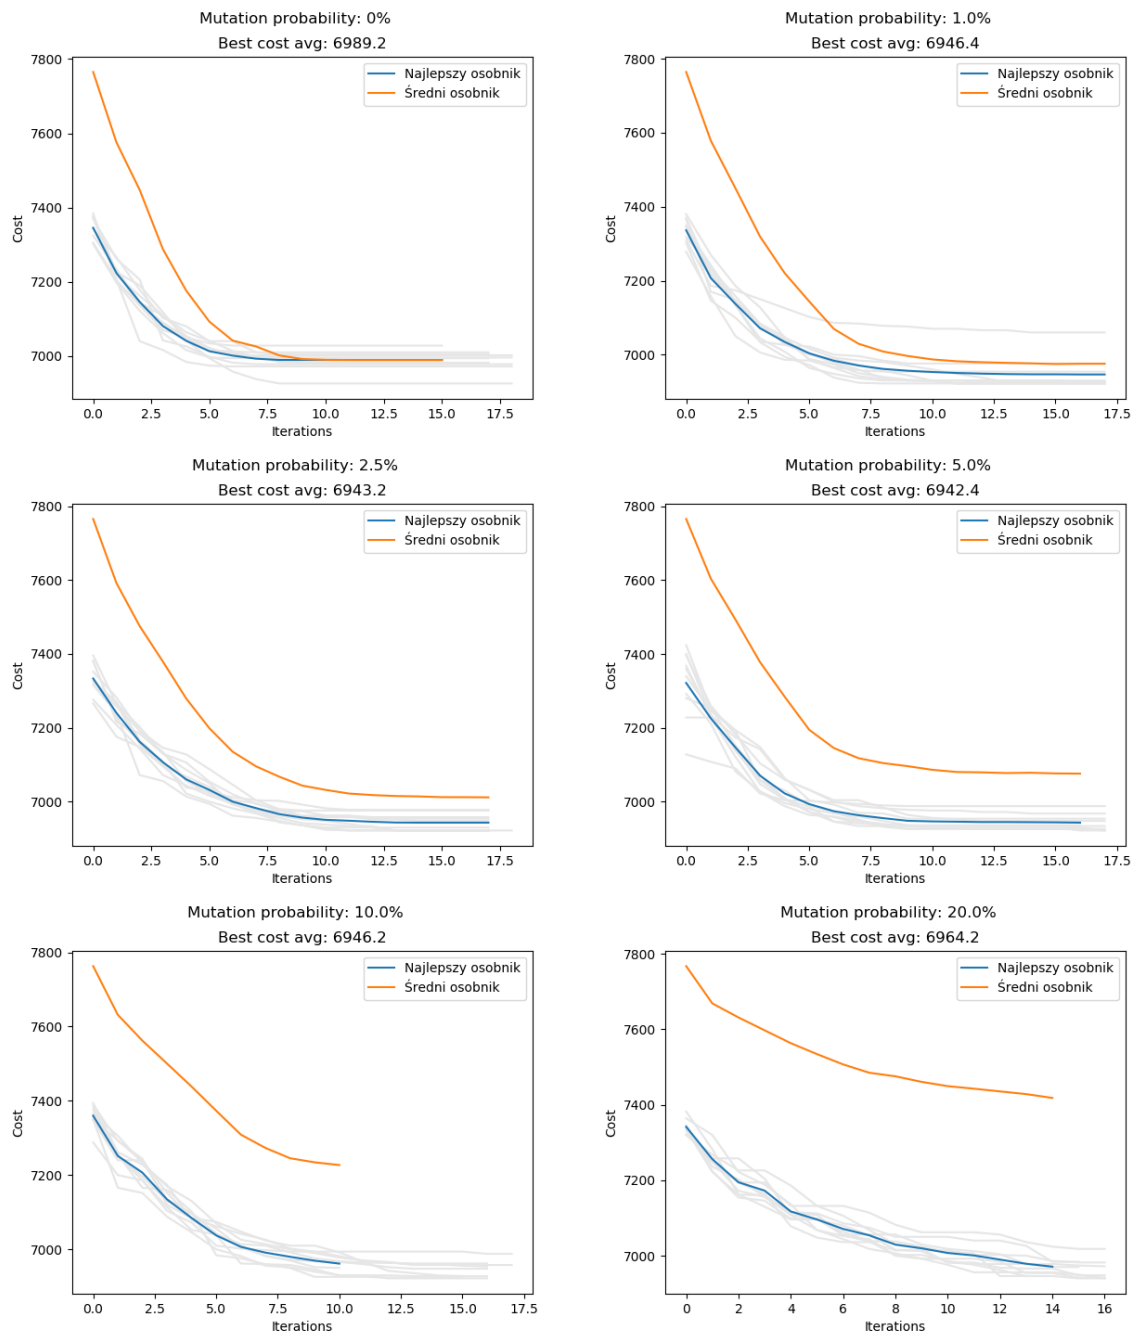 Mutation probability: 0%
Best cost avg: 6989.2
7800
7600
7400
7200
7000
Cost
Najlepszy osobnik
Średni osobnik
0.0 2.5 5.0 7.5 10.0 12.5 15.0 17.5
Iterations
Mutation probability: 1.0%
Best cost avg: 6946.4
7800
7600
7400
7200
7000
Cost
Najlepszy osobnik
Średni osobnik
0.0 2.5 5.0 7.5 10.0 12.5 15.0 17.5
Iterations
Mutation probability: 2.5%
Best cost avg: 6943.2
7800
7600
7400
7200
7000
Cost
Najlepszy osobnik
Średni osobnik
0.0 2.5 5.0 7.5 10.0 12.5 15.0 17.5
Iterations
Mutation probability: 5.0%
Best cost avg: 6942.4
7800
7600
7400
7200
7000
Cost
Najlepszy osobnik
Średni osobnik
0.0 2.5 5.0 7.5 10.0 12.5 15.0 17.5
Iterations
Mutation probability: 10.0%
Best cost avg: 6946.2
7800
7600
7400
7200
7000
Cost
Najlepszy osobnik
Średni osobnik
0.0 2.5 5.0 7.5 10.0 12.5 15.0 17.5
Iterations
Mutation probability: 20.0%
Best cost avg: 6964.2
7800
7600
7400
7200
7000
Cost
Najlepszy osobnik
Średni osobnik
0 2 4 6 8 10 12 14 16
Iterations